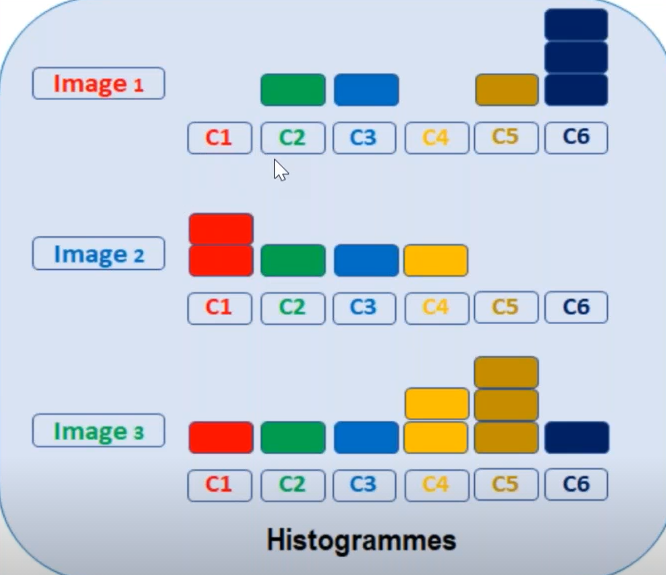 Image 1
C1 C2 C3 C4 C5 C6
Image 2
C1 C2 C3 C4 C5 C6
Image 3
C1 C2 C3 C4 C5 C6
Histogrammes